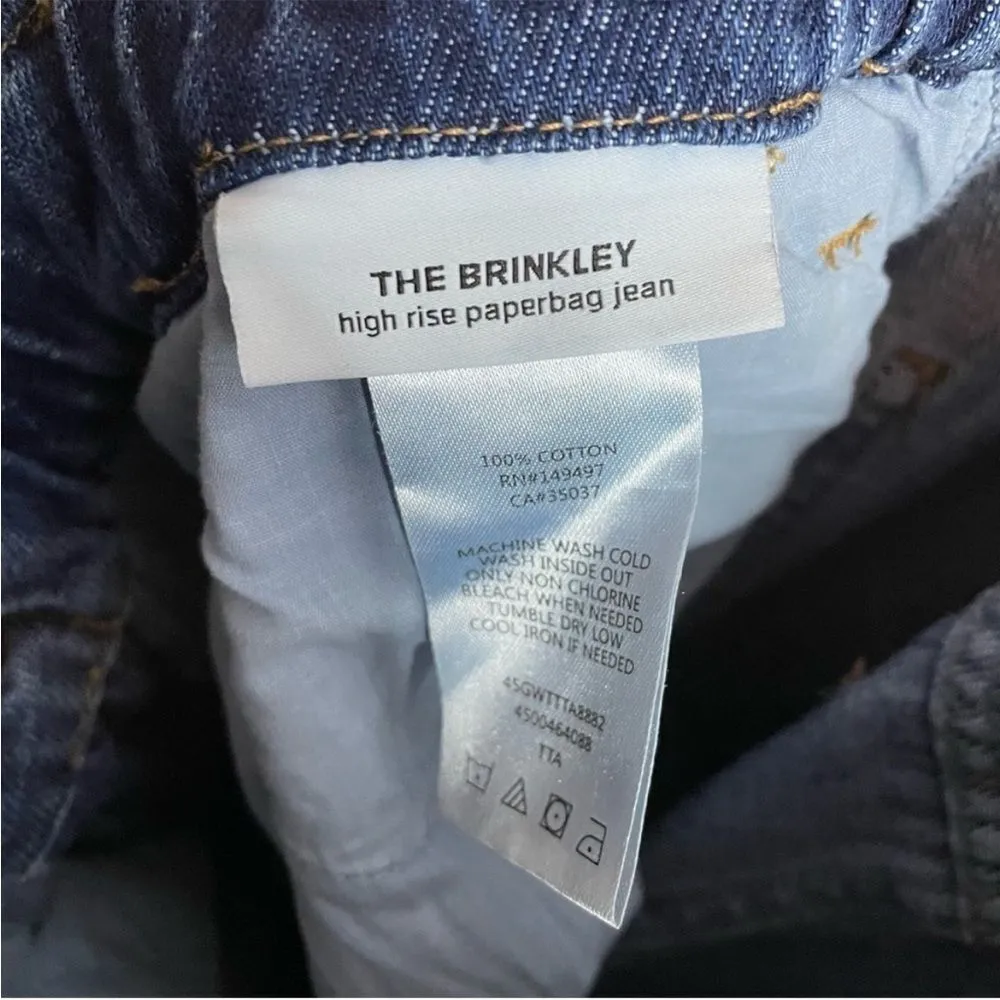 THE BRINKLEY
high rise paperbag jean
100% COTTON
RN#149497
CA#35037
MACHINE WASH COLD
WASH INSIDE OUT
ONLY NON CHLORINE
BLEACH WHEN NEEDED
TUMBLE DRY LOW
COOL IRON IF NEEDED
45GWTTTA8882
4500464088
TTA